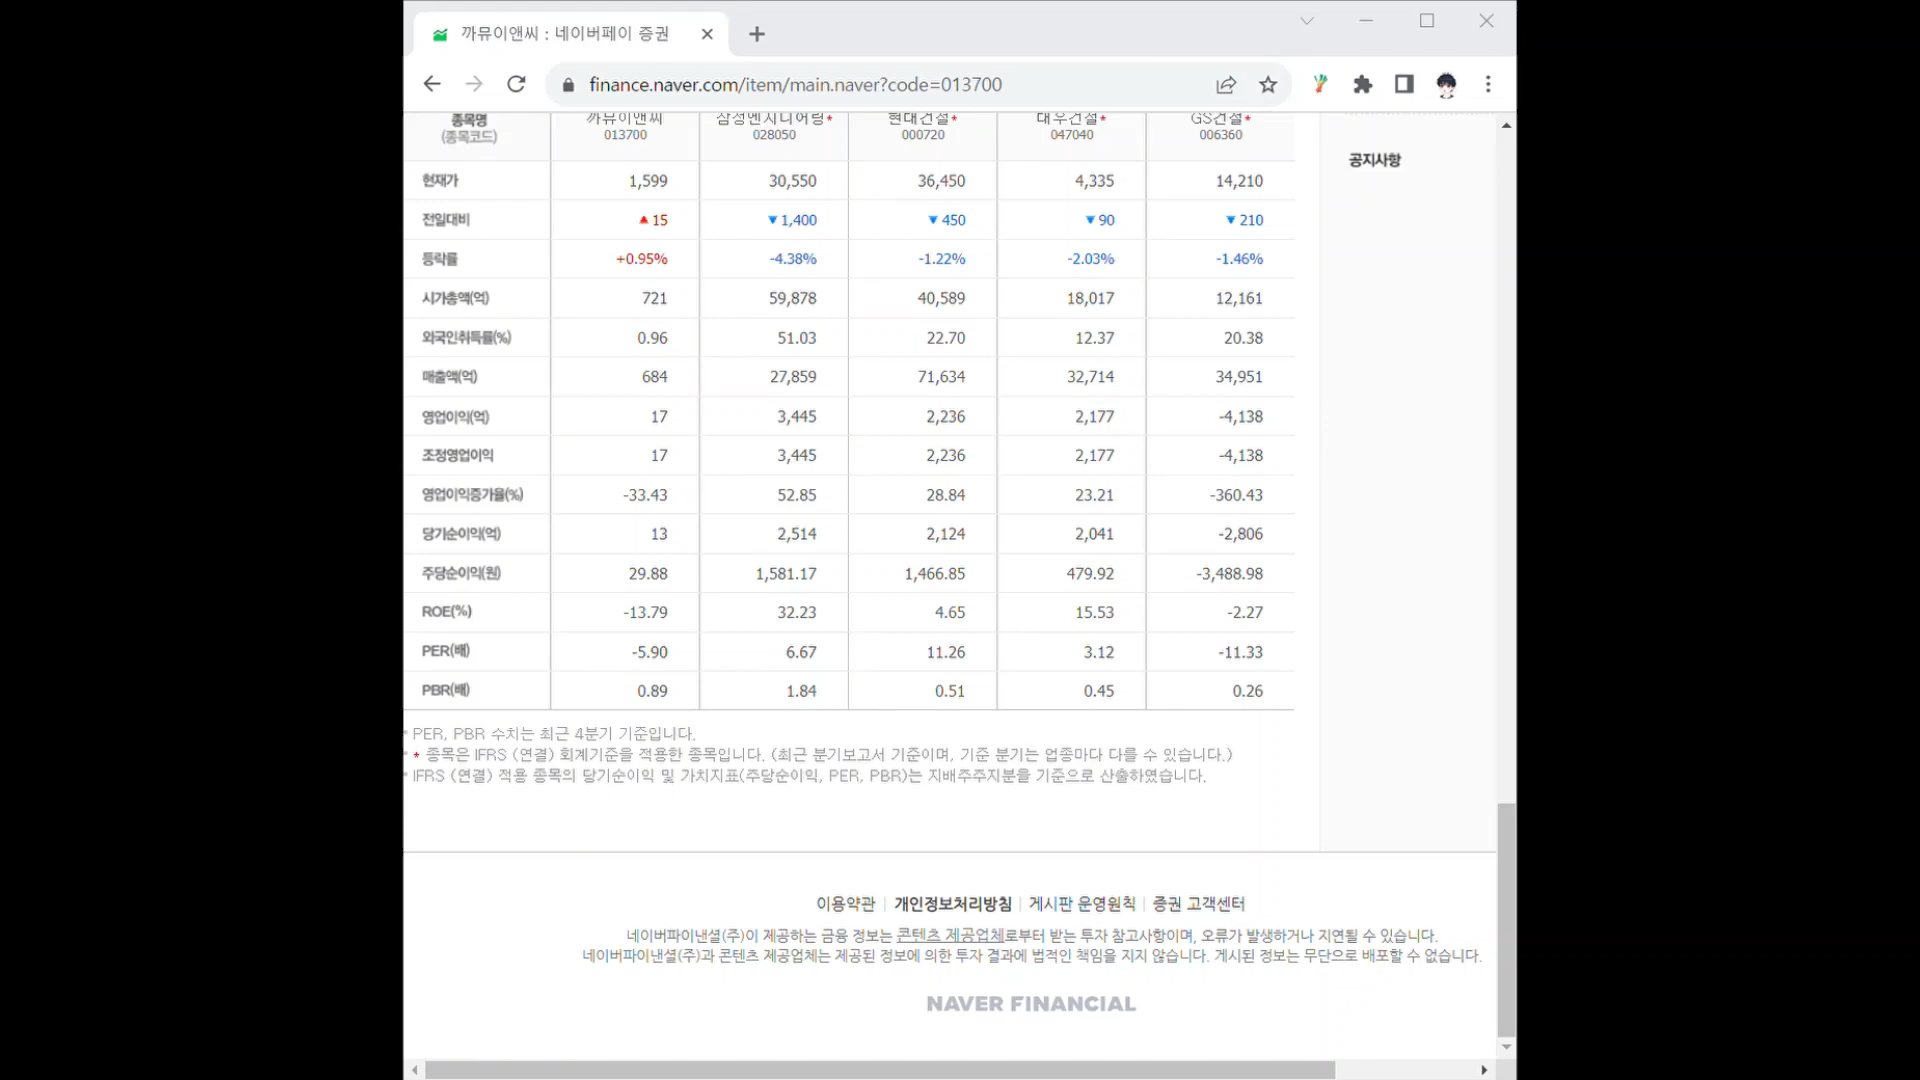 까뮤이앤씨 : 네이버페이 증권
finance.naver.com/item/main.naver?code=013700
종목명 까뮤이앤씨 삼성엔지니어링* 현대건설* 대우건설* GS건설*
(종목코드) 013700 028050 000720 047040 006360
공지사항
현재가 1,599 30,550 36,450 4,335 14,210
전일대비 ▲15 ▼1,400 ▼450 ▼90 ▼210
등락률 +0.95% -4.38% -1.22% -2.03% -1.46%
시가총액(억) 721 59,878 40,589 18,017 12,161
외국인취득률(%) 0.96 51.03 22.70 12.37 20.38
매출액(억) 684 27,859 71,634 32,714 34,951
영업이익(억) 17 3,445 2,236 2,177 -4,138
조정영업이익 17 3,445 2,236 2,177 -4,138
영업이익증가율(%) -33.43 52.85 28.84 23.21 -360.43
당기순이익(억) 13 2,514 2,124 2,041 -2,806
주당순이익(원) 29.88 1,581.17 1,466.85 479.92 -3,488.98
ROE(%) -13.79 32.23 4.65 15.53 -2.27
PER(배) -5.90 6.67 11.26 3.12 -11.33
PBR(배) 0.89 1.84 0.51 0.45 0.26
* PER, PBR 수치는 최근 4분기 기준입니다.
* * 종목은 IFRS (연결) 회계기준을 적용한 종목입니다. (최근 분기보고서 기준이며, 기준 분기는 업종마다 다를 수 있습니다.)
* IFRS (연결) 적용 종목의 당기순이익 및 가치지표(주당순이익, PER, PBR)는 지배주주지분을 기준으로 산출하였습니다.
이용약관 | 개인정보처리방침 | 게시판 운영원칙 | 증권 고객센터
네이버파이낸셜(주)이 제공하는 금융 정보는 콘텐츠 제공업체로부터 받는 투자 참고사항이며, 오류가 발생하거나 지연될 수 있습니다.
네이버파이낸셜(주)과 콘텐츠 제공업체는 제공된 정보에 의한 투자 결과에 법적인 책임을 지지 않습니다. 게시된 정보는 무단으로 배포할 수 없습니다.
NAVER FINANCIAL